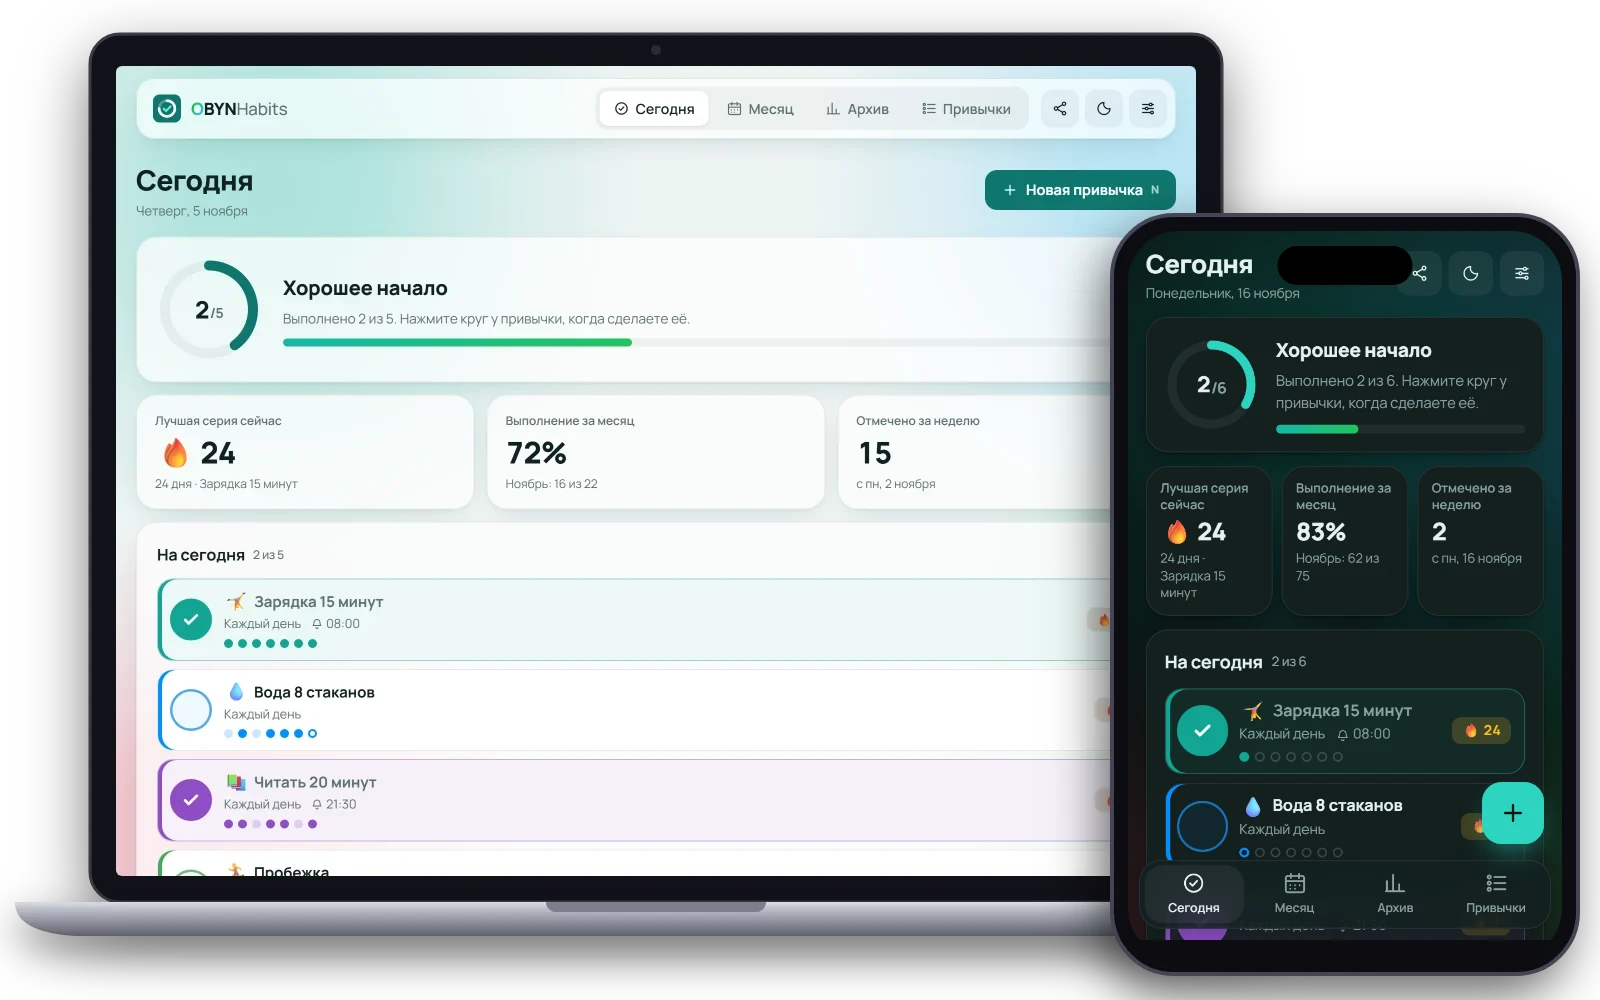 OBYNHabits
Сегодня
Месяц
Архив
Привычки
Сегодня
Четверг, 5 ноября
+ Новая привычка N
2/5
Хорошее начало
Выполнено 2 из 5. Нажмите круг у привычки, когда сделаете её.
Лучшая серия сейчас
24
24 дня · Зарядка 15 минут
Выполнение за месяц
72%
Ноябрь: 16 из 22
Отмечено за неделю
15
с пн, 2 ноября
На сегодня 2 из 5
Зарядка 15 минут
Каждый день 08:00
Вода 8 стаканов
Каждый день
Читать 20 минут
Каждый день 21:30
Пробежка
Сегодня
Понедельник, 16 ноября
2/6
Хорошее начало
Выполнено 2 из 6. Нажмите круг у
привычки, когда сделаете её.
Лучшая серия
сейчас
24
24 дня ·
Зарядка 15
минут
Выполнение за
месяц
83%
Ноябрь: 62 из
75
Отмечено за
неделю
2
с пн, 16 ноября
На сегодня 2 из 6
Зарядка 15 минут
Каждый день 08:00
24
Вода 8 стаканов
Каждый день
+
Сегодня
Месяц
Архив
Привычки